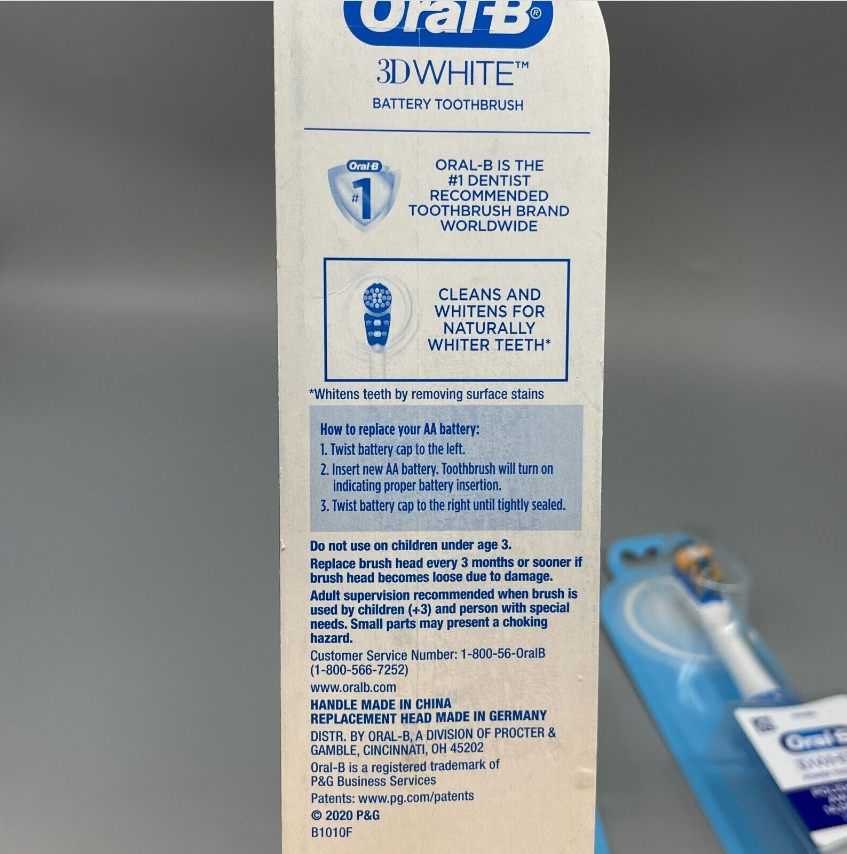 Oral-B®
3DWHITE™
BATTERY TOOTHBRUSH
Oral-B
#1
ORAL-B IS THE
#1 DENTIST
RECOMMENDED
TOOTHBRUSH BRAND
WORLDWIDE
CLEANS AND
WHITENS FOR
NATURALLY
WHITER TEETH*
*Whitens teeth by removing surface stains
How to replace your AA battery:
1. Twist battery cap to the left.
2. Insert new AA battery. Toothbrush will turn on
indicating proper battery insertion.
3. Twist battery cap to the right until tightly sealed.
Do not use on children under age 3.
Replace brush head every 3 months or sooner if
brush head becomes loose due to damage.
Adult supervision recommended when brush is
used by children (+3) and person with special
needs. Small parts may present a choking
hazard.
Customer Service Number: 1-800-56-OralB
(1-800-566-7252)
www.oralb.com
HANDLE MADE IN CHINA
REPLACEMENT HEAD MADE IN GERMANY
DISTR. BY ORAL-B, A DIVISION OF PROCTER &
GAMBLE, CINCINNATI, OH 45202
Oral-B is a registered trademark of
P&G Business Services
Patents: www.pg.com/patents
© 2020 P&G
B1010F
Oral-B